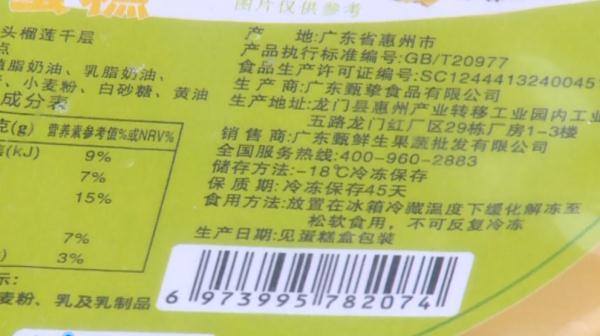 蛋糕
图片仅供参考
头榴莲千层
点
植脂奶油、乳脂奶油、
、小麦粉、白砂糖、黄油
成分表
克(g) 营养素参考值%或NRV%
(kJ) 9%
7%
15%
7%
3%
示:
麦粉、乳及乳制品
产 地:广东省惠州市
产品执行标准编号:GB/T20977
食品生产许可证编号:SC1244413240045
生 产 商:广东甄挚食品有限公司
生产地址:龙门县惠州产业转移工业园内工业
五路龙门红厂厂区29栋厂房1-3楼
销 售 商:广东甄鲜生果蔬批发有限公司
全国服务热线:400-960-2883
储存方法:-18℃冷冻保存
保 质 期:冷冻保存45天
食用方法:放置在冰箱冷藏温度下缓化解冻至
松软食用，不可反复冷冻
生产日期:见蛋糕盒包装
6 973995 782074